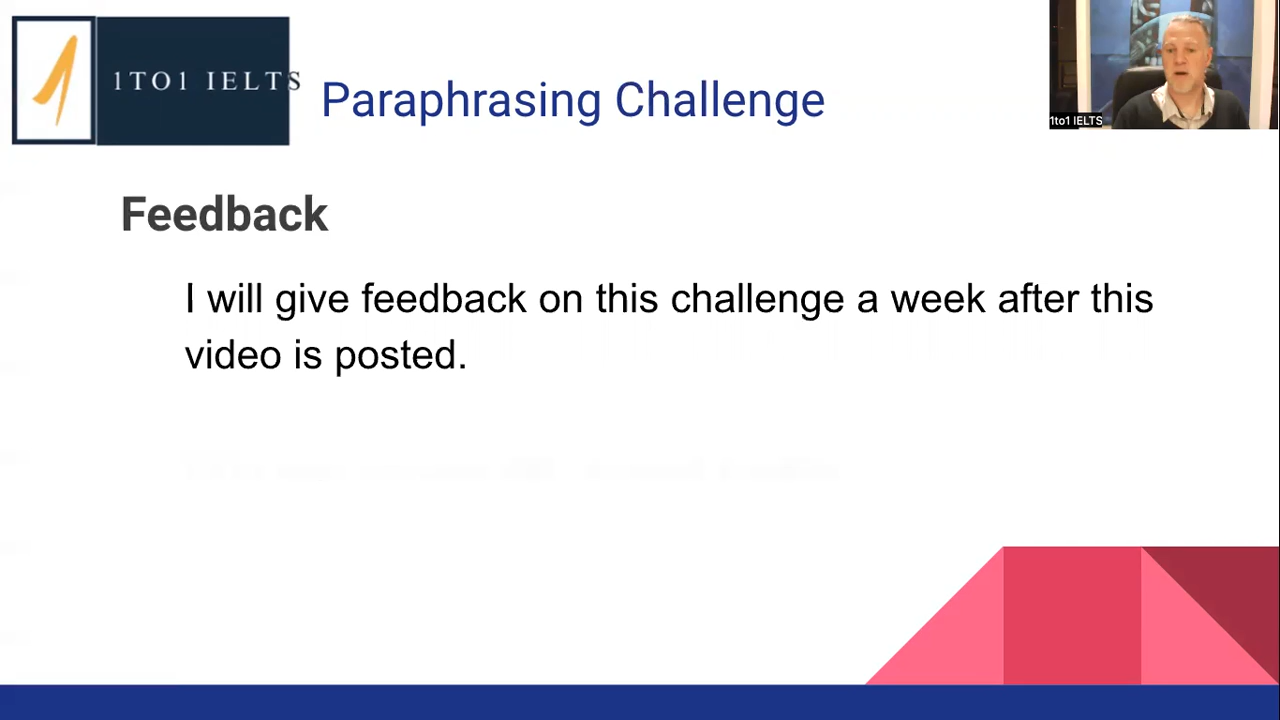 1TO1 IELTS
Paraphrasing Challenge
1to1 IELTS
Feedback
I will give feedback on this challenge a week after this
video is posted.